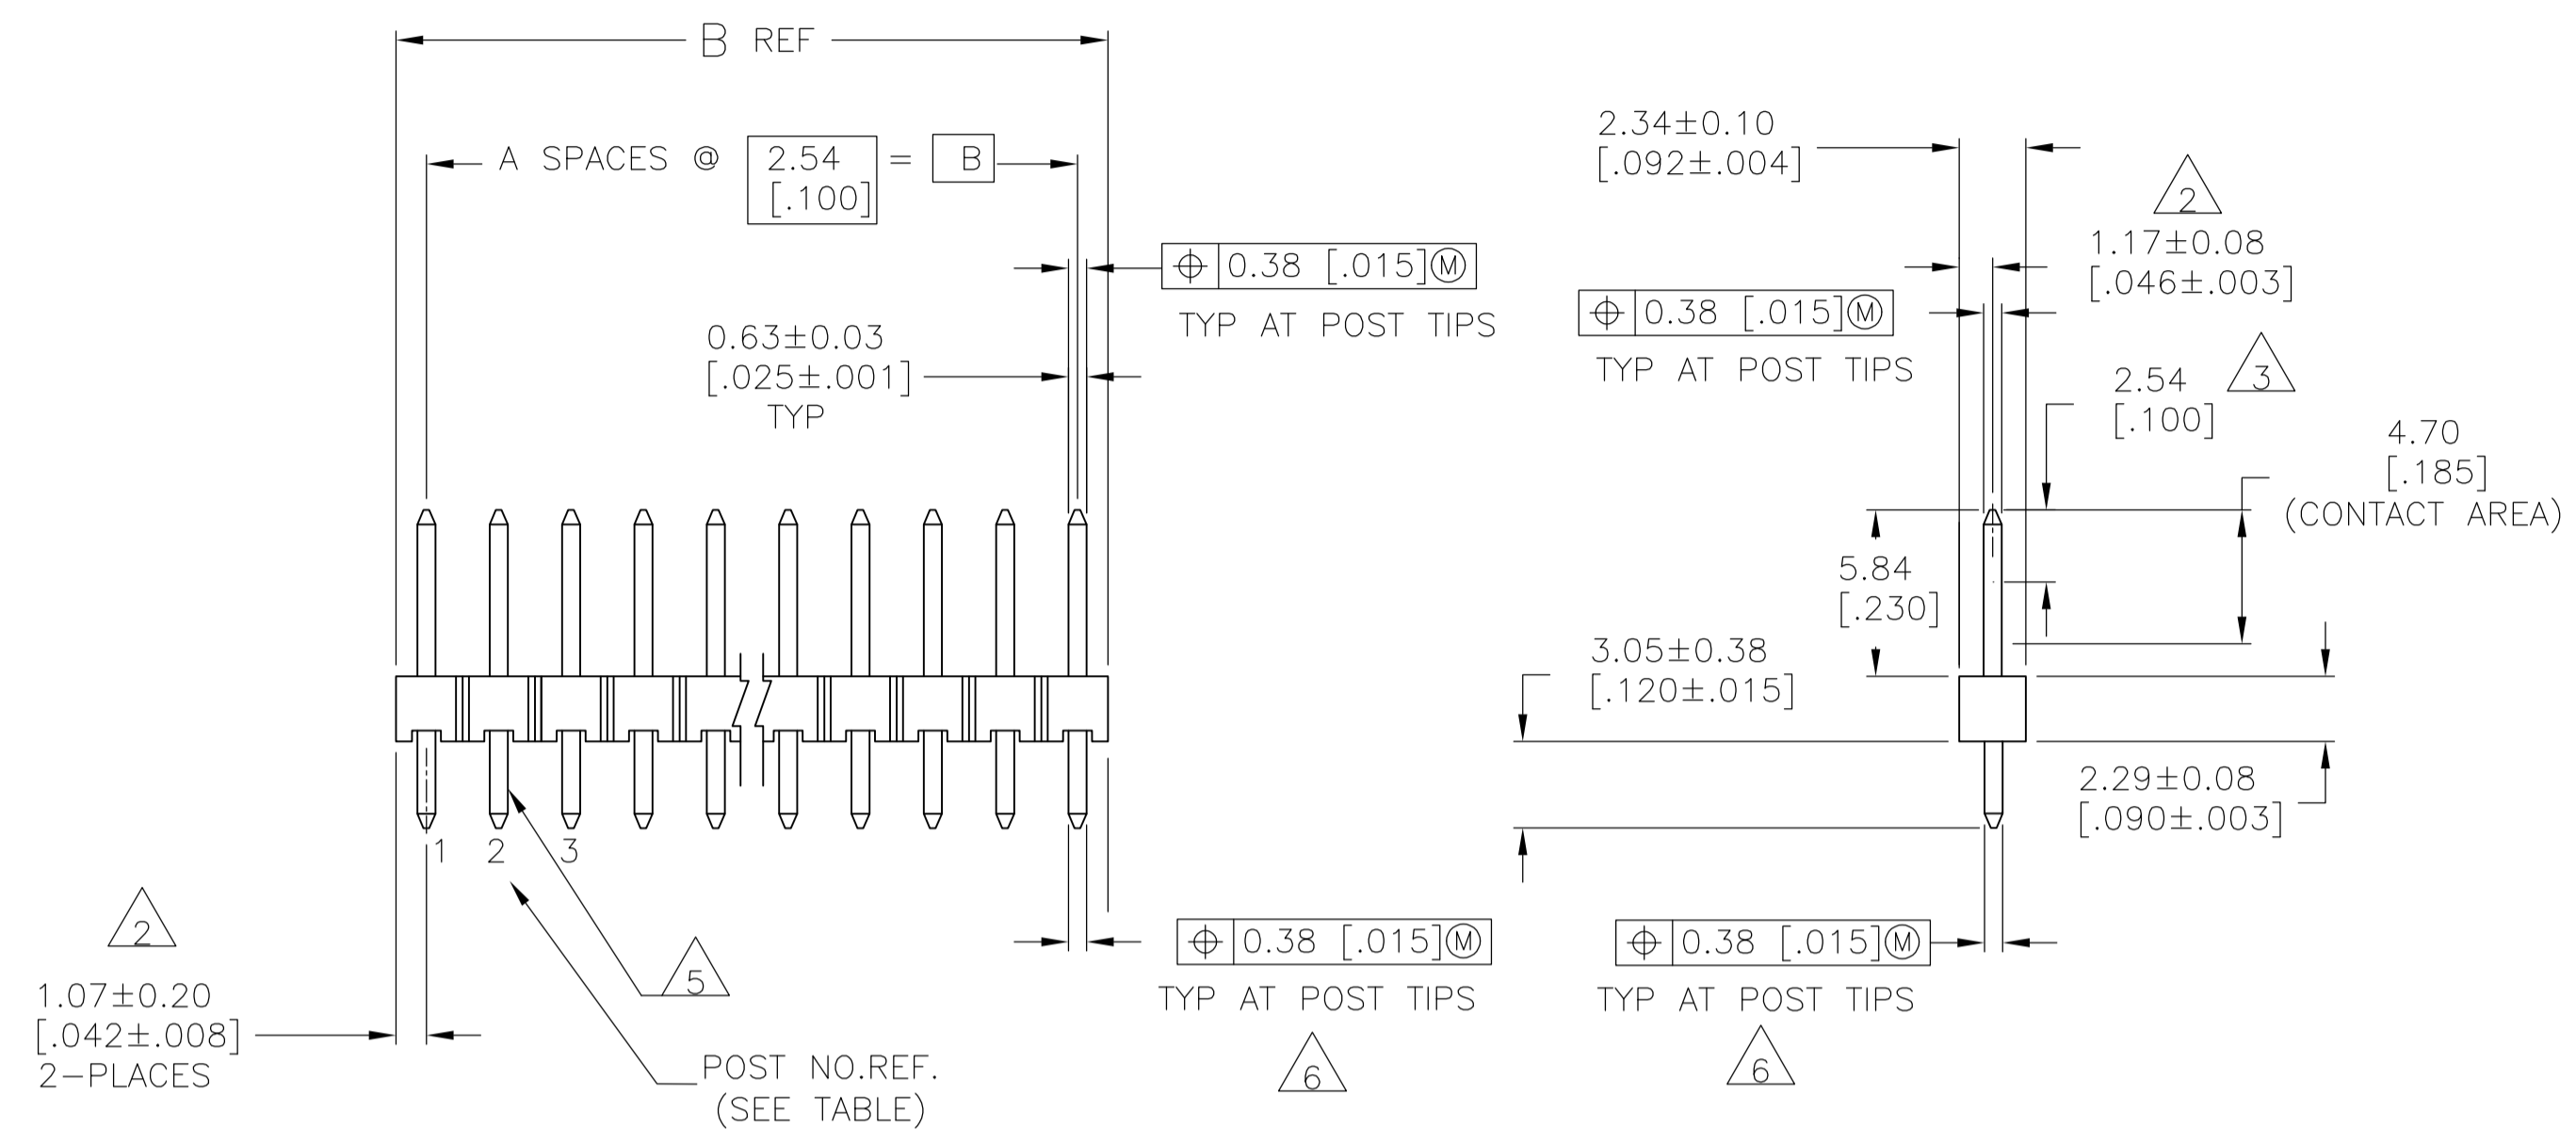 B REF
A SPACES @ 2.54 = B
[.100]
0.38 [.015]Ⓜ
TYP AT POST TIPS
0.63±0.03
[.025±.001]
TYP
2.34±0.10
[.092±.004]
2
1.17±0.08
[.046±.003]
0.38 [.015]Ⓜ
TYP AT POST TIPS
3
2.54
[.100]
4.70
[.185]
(CONTACT AREA)
5.84
[.230]
3.05±0.38
[.120±.015]
2.29±0.08
[.090±.003]
1 2 3
2
1.07±0.20
[.042±.008]
2-PLACES
5
POST NO.REF.
(SEE TABLE)
0.38 [.015]Ⓜ
TYP AT POST TIPS
6
0.38 [.015]Ⓜ
TYP AT POST TIPS
6